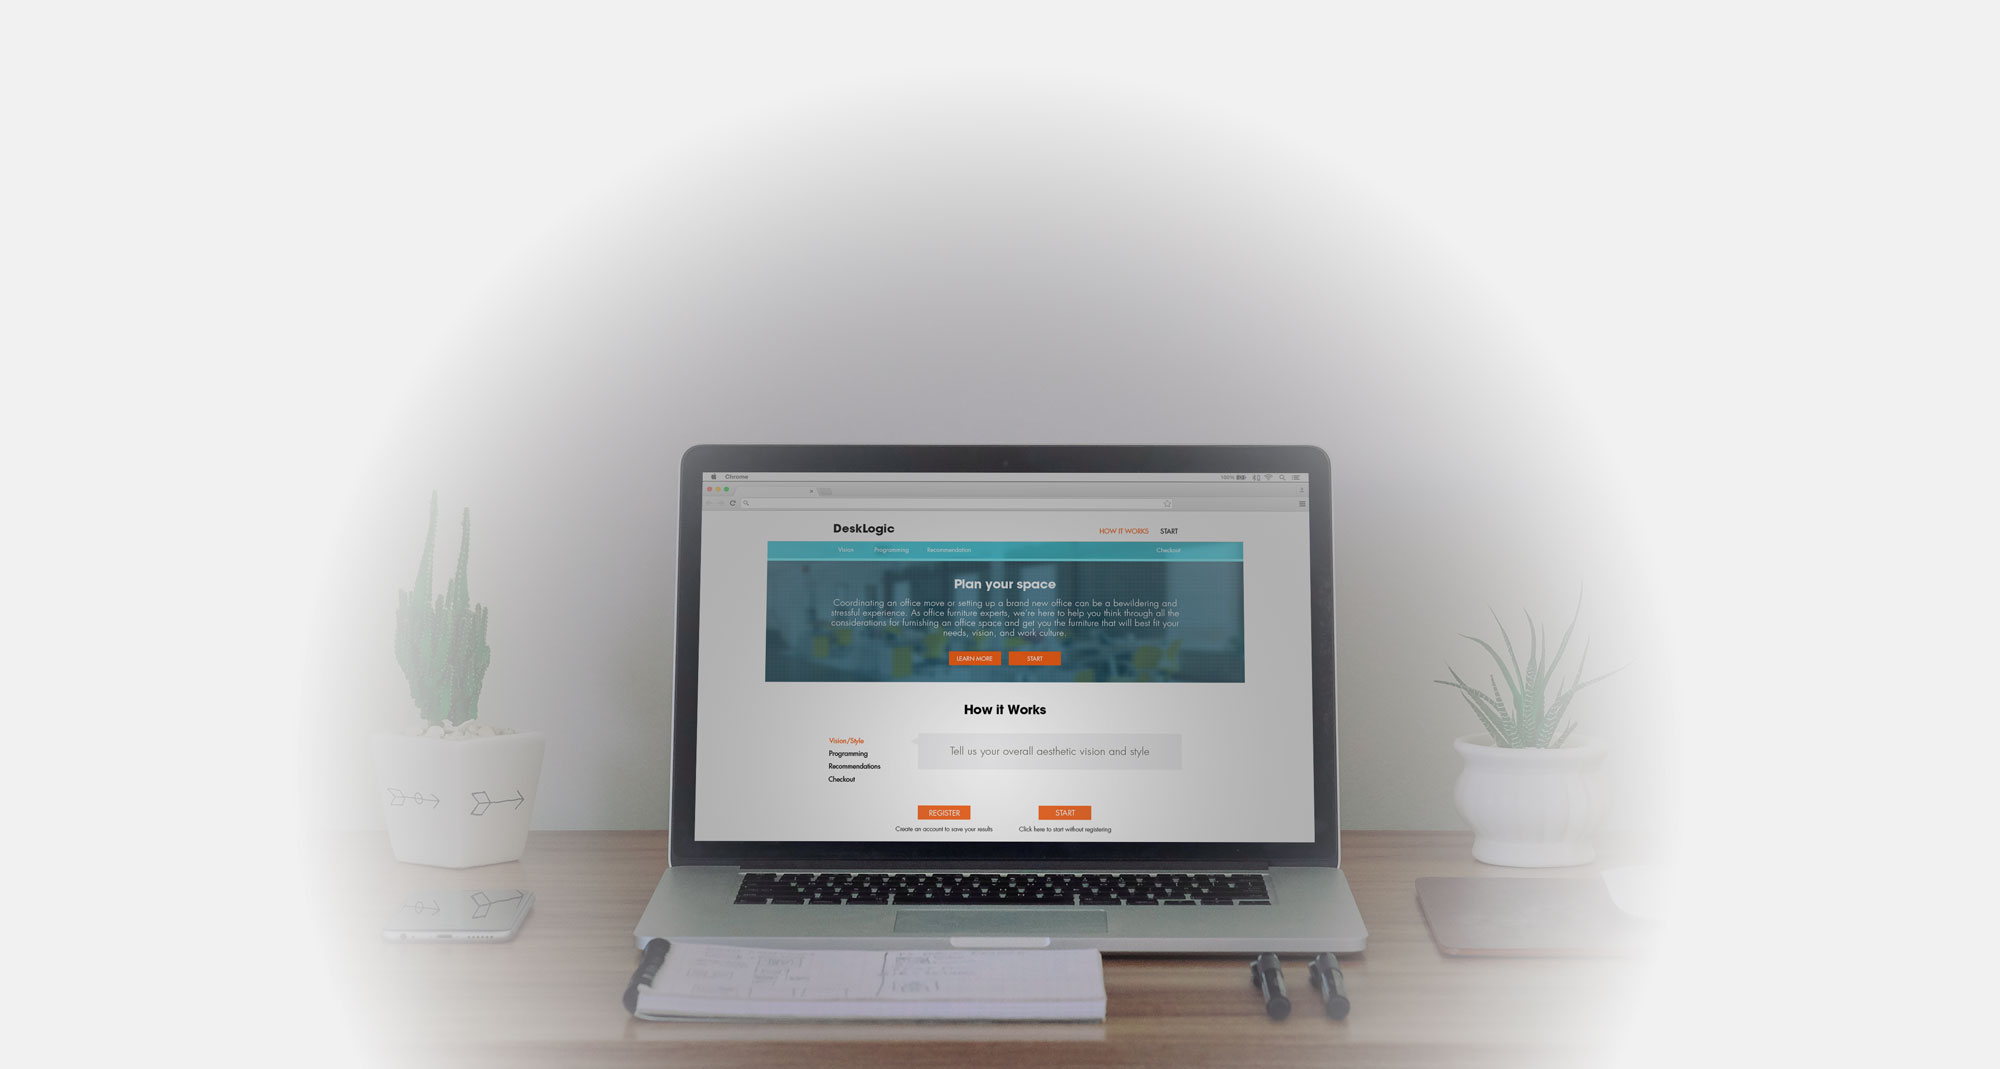 Chrome
100%
DeskLogic
HOW IT WORKS START
Vision Programming Recommendation Checkout
Plan your space
Coordinating an office move or setting up a brand new office can be a bewildering and
stressful experience. As office furniture experts, we're here to help you think through all the
considerations for furnishing an office space and get you the furniture that will best fit your
needs, vision, and work culture.
LEARN MORE START
How it Works
Vision/Style
Programming
Recommendations
Checkout
Tell us your overall aesthetic vision and style
REGISTER START
Create an account to save your results Click here to start without registering